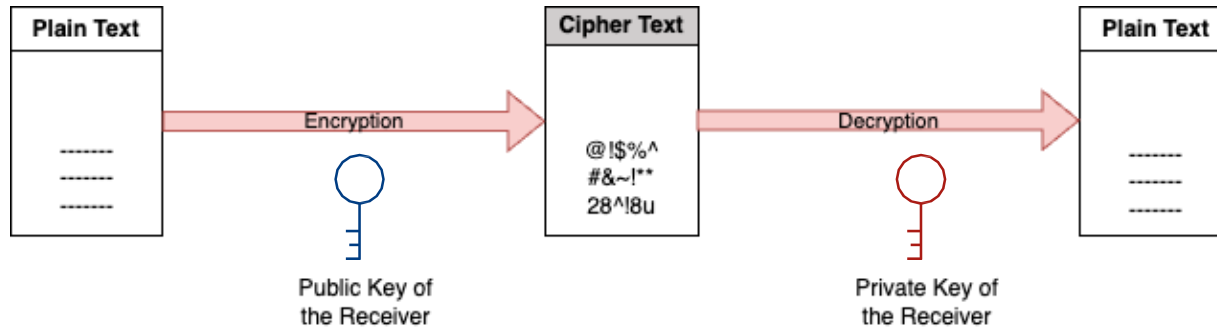 Plain Text
-------
-------
-------
Encryption
Public Key of
the Receiver
Cipher Text
@!$%^
#&~!**
28^!8u
Decryption
Private Key of
the Receiver
Plain Text
-------
-------
-------